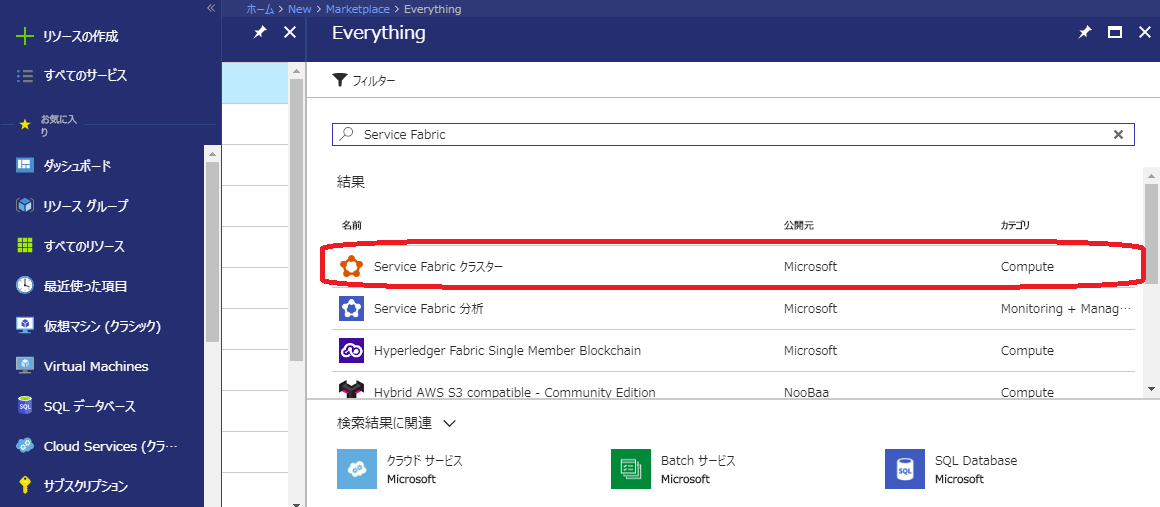 ホーム > New > Marketplace > Everything
リソースの作成
すべてのサービス
お気に入
り
ダッシュボード
リソース グループ
すべてのリソース
最近使った項目
仮想マシン (クラシック)
Virtual Machines
SQL データベース
Cloud Services (クラ…
サブスクリプション
Everything
フィルター
Service Fabric
結果
名前 公開元 カテゴリ
Service Fabric クラスター Microsoft Compute
Service Fabric 分析 Microsoft Monitoring + Manag…
Hyperledger Fabric Single Member Blockchain Microsoft Compute
Hybrid AWS S3 compatible - Community Edition NooBaa Compute
検索結果に関連
クラウド サービス
Microsoft
Batch サービス
Microsoft
SQL
SQL Database
Microsoft